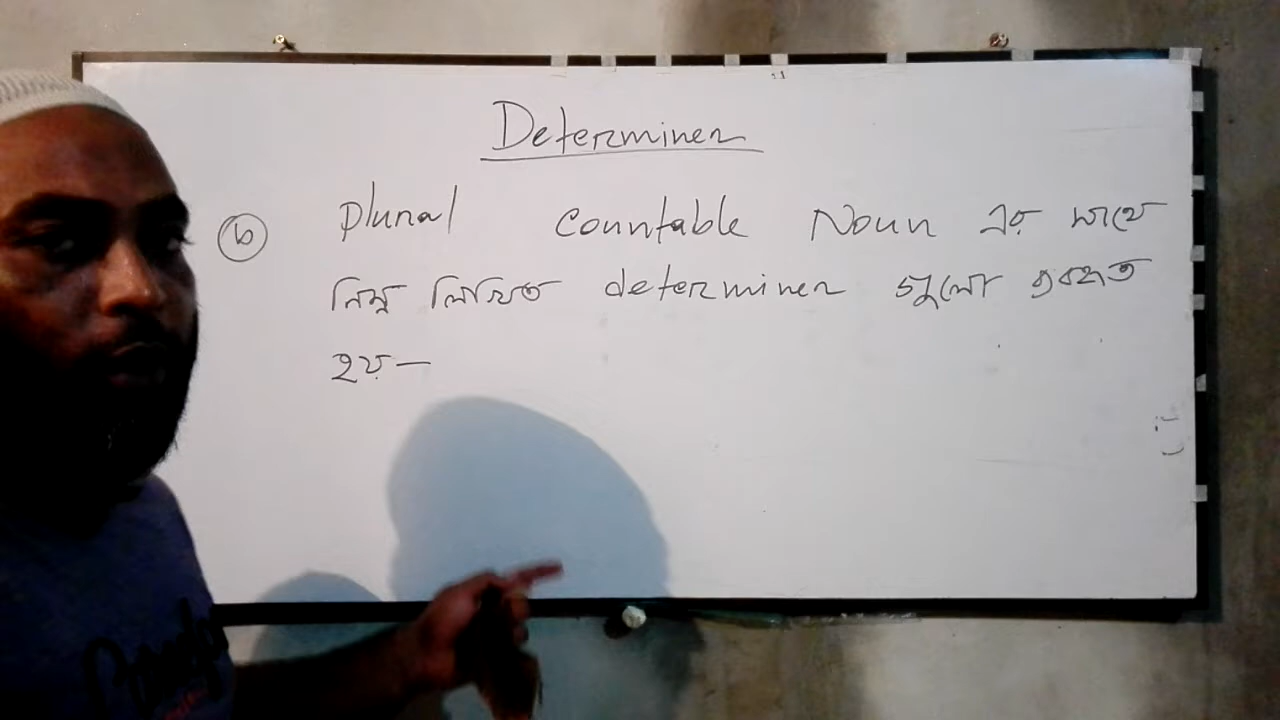 Determiner
৬ Plural Countable Noun এর সাথে
নিম্ন লিখিত determiner গুলো ব্যবহৃত
হয় —